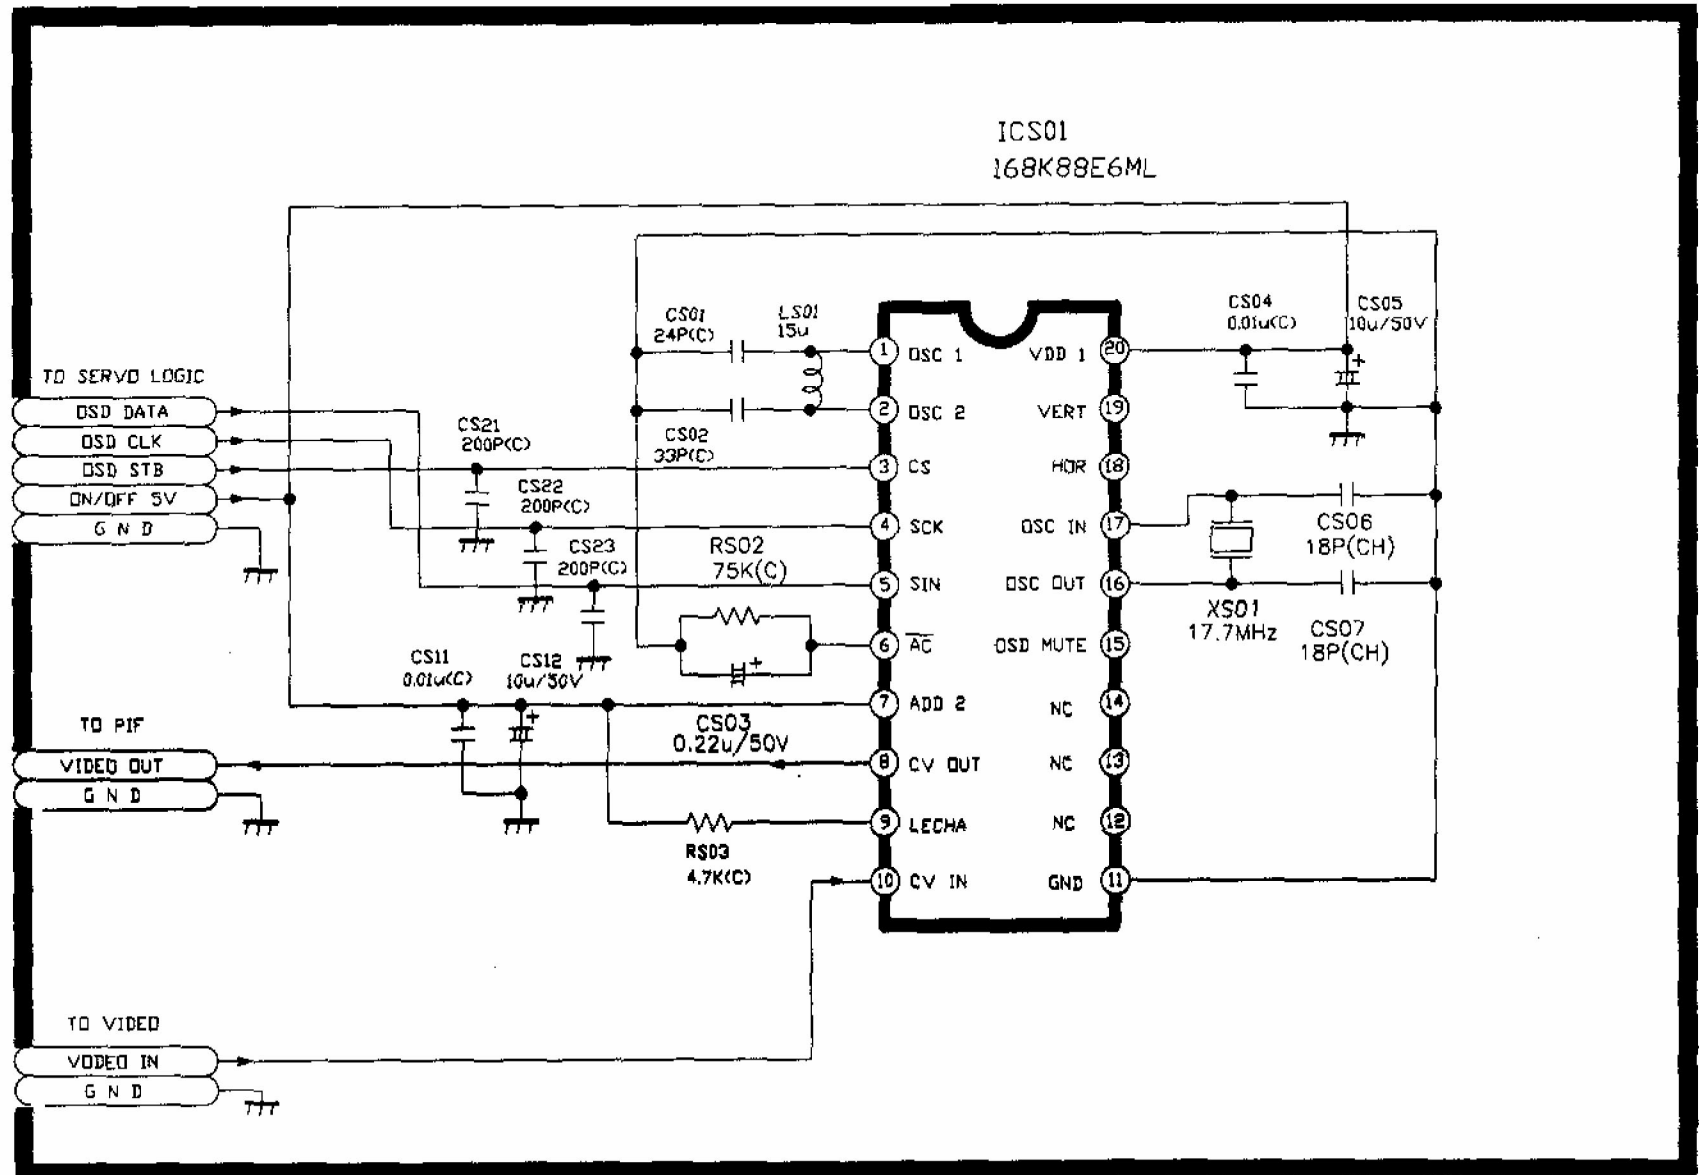 ICS01
168K88E6ML
TO SERVO LOGIC
OSD DATA
OSD CLK
OSD STB
ON/OFF 5V
G N D
TO PIF
VIDEO OUT
G N D
TO VIDEO
VODEO IN
G N D
CS21
200P(C)
CS22
200P(C)
CS23
200P(C)
CS11
0.01u(C)
CS12
10u/50V
+
CS01
24P(C)
LS01
15u
CS02
33P(C)
RS02
75K(C)
+
CS03
0.22u/50V
RS03
4.7K(C)
1 OSC 1
2 OSC 2
3 CS
4 SCK
5 SIN
6 AC
7 ADD 2
8 CV OUT
9 LECHA
10 CV IN
VDD 1 20
VERT 19
HOR 18
OSC IN 17
OSC OUT 16
OSD MUTE 15
NC 14
NC 13
NC 12
GND 11
CS04
0.01u(C)
CS05
10u/50V
+
CS06
18P(CH)
XS01
17.7MHz
CS07
18P(CH)